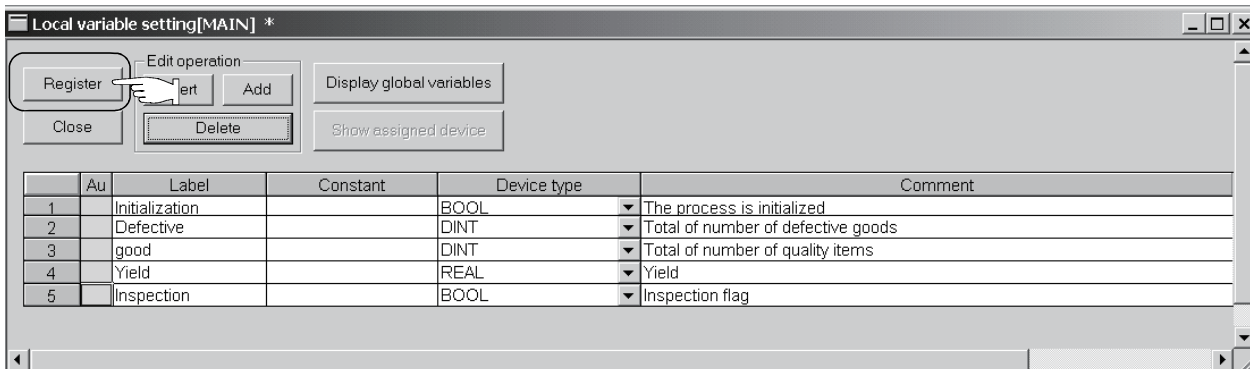 Local variable setting[MAIN] *
Edit operation
Register ert Add Display global variables
Close Delete Show assigned device
Au Label Constant Device type Comment
1 Initialization BOOL The process is initialized
2 Defective DINT Total of number of defective goods
3 good DINT Total of number of quality items
4 Yield REAL Yield
5 Inspection BOOL Inspection flag